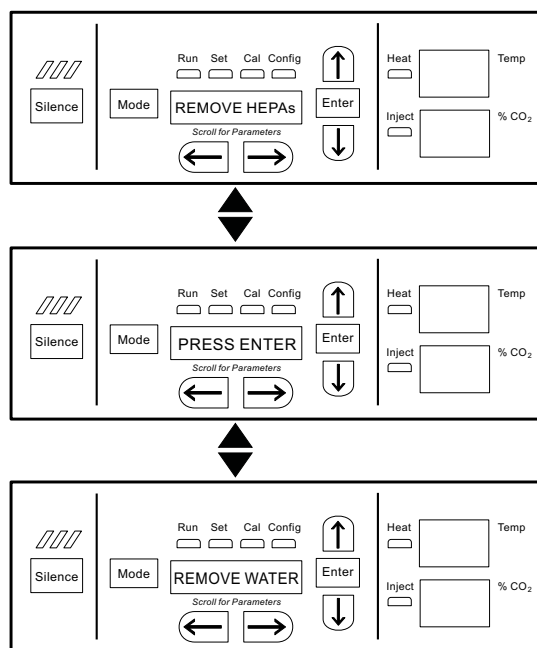 Run Set Cal Config
Heat
Temp
Silence
Mode
REMOVE HEPAs
Enter
Inject
% CO₂
Scroll for Parameters
Run Set Cal Config
Heat
Temp
Silence
Mode
PRESS ENTER
Enter
Inject
% CO₂
Scroll for Parameters
Run Set Cal Config
Heat
Temp
Silence
Mode
REMOVE WATER
Enter
Inject
% CO₂
Scroll for Parameters